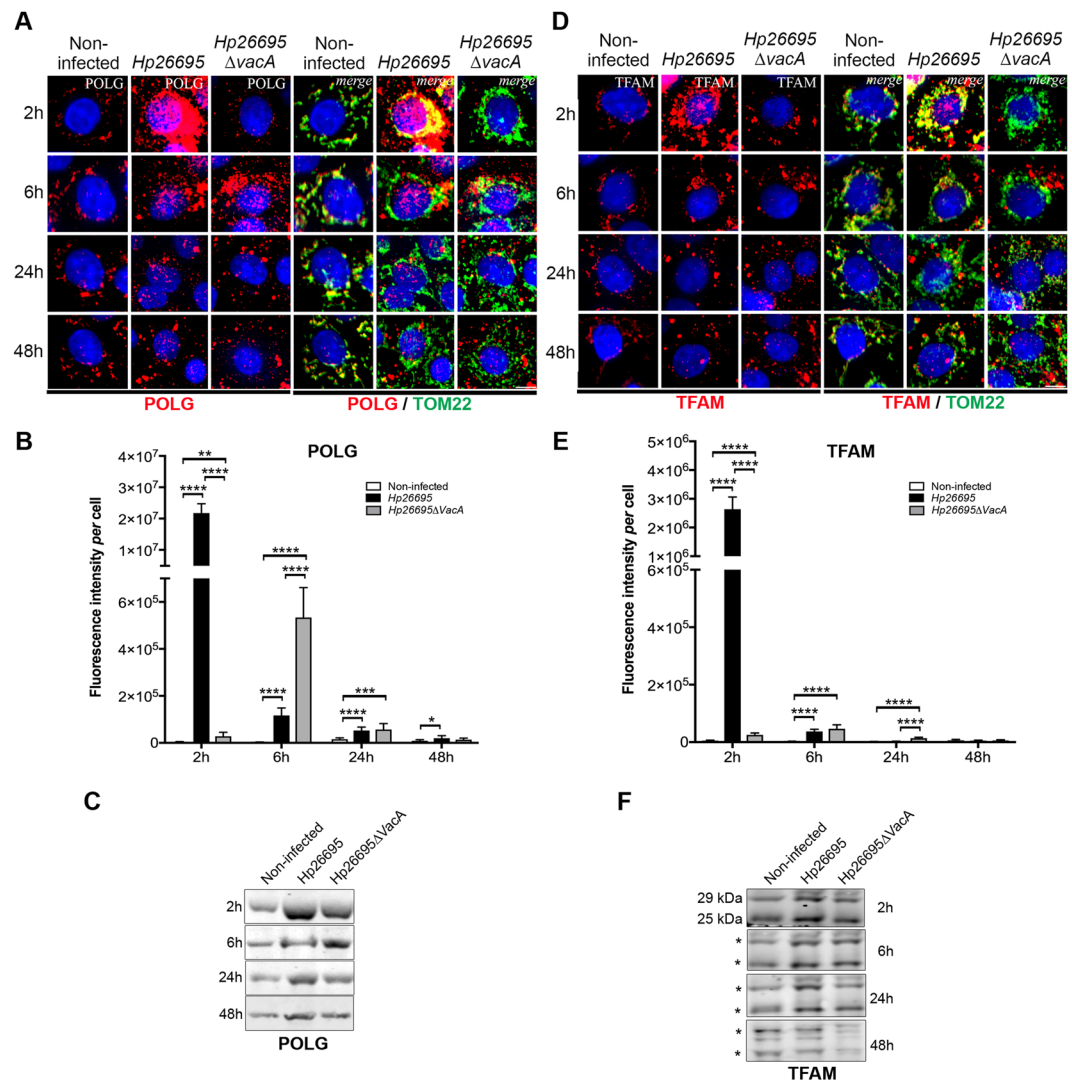 A
Non-infected Hp26695 Hp26695 ΔvacA Non-infected Hp26695 Hp26695 ΔvacA
POLG POLG POLG merge merge merge
2h
6h
24h
48h
POLG POLG / TOM22
D
Non-infected Hp26695 Hp26695 ΔvacA Non-infected Hp26695 Hp26695 ΔvacA
TFAM TFAM TFAM merge merge merge
2h
6h
24h
48h
TFAM TFAM / TOM22
B
POLG
Fluorescence intensity per cell
4×10⁷
3×10⁷
2×10⁷
1×10⁷
6×10⁵
4×10⁵
2×10⁵
0
** **** ****
**** **** ****
*** ****
*
Non-infected
Hp26695
Hp26695ΔVacA
2h 6h 24h 48h
E
TFAM
Fluorescence intensity per cell
5×10⁶
4×10⁶
3×10⁶
2×10⁶
1×10⁶
6×10⁵
4×10⁵
2×10⁵
0
**** **** ****
**** ****
**** ****
Non-infected
Hp26695
Hp26695ΔVacA
2h 6h 24h 48h
C
Non-infected Hp26695 Hp26695ΔVacA
2h
6h
24h
48h
POLG
F
Non-infected Hp26695 Hp26695ΔVacA
29 kDa
25 kDa
2h
*
*
6h
*
*
24h
*
*
48h
TFAM